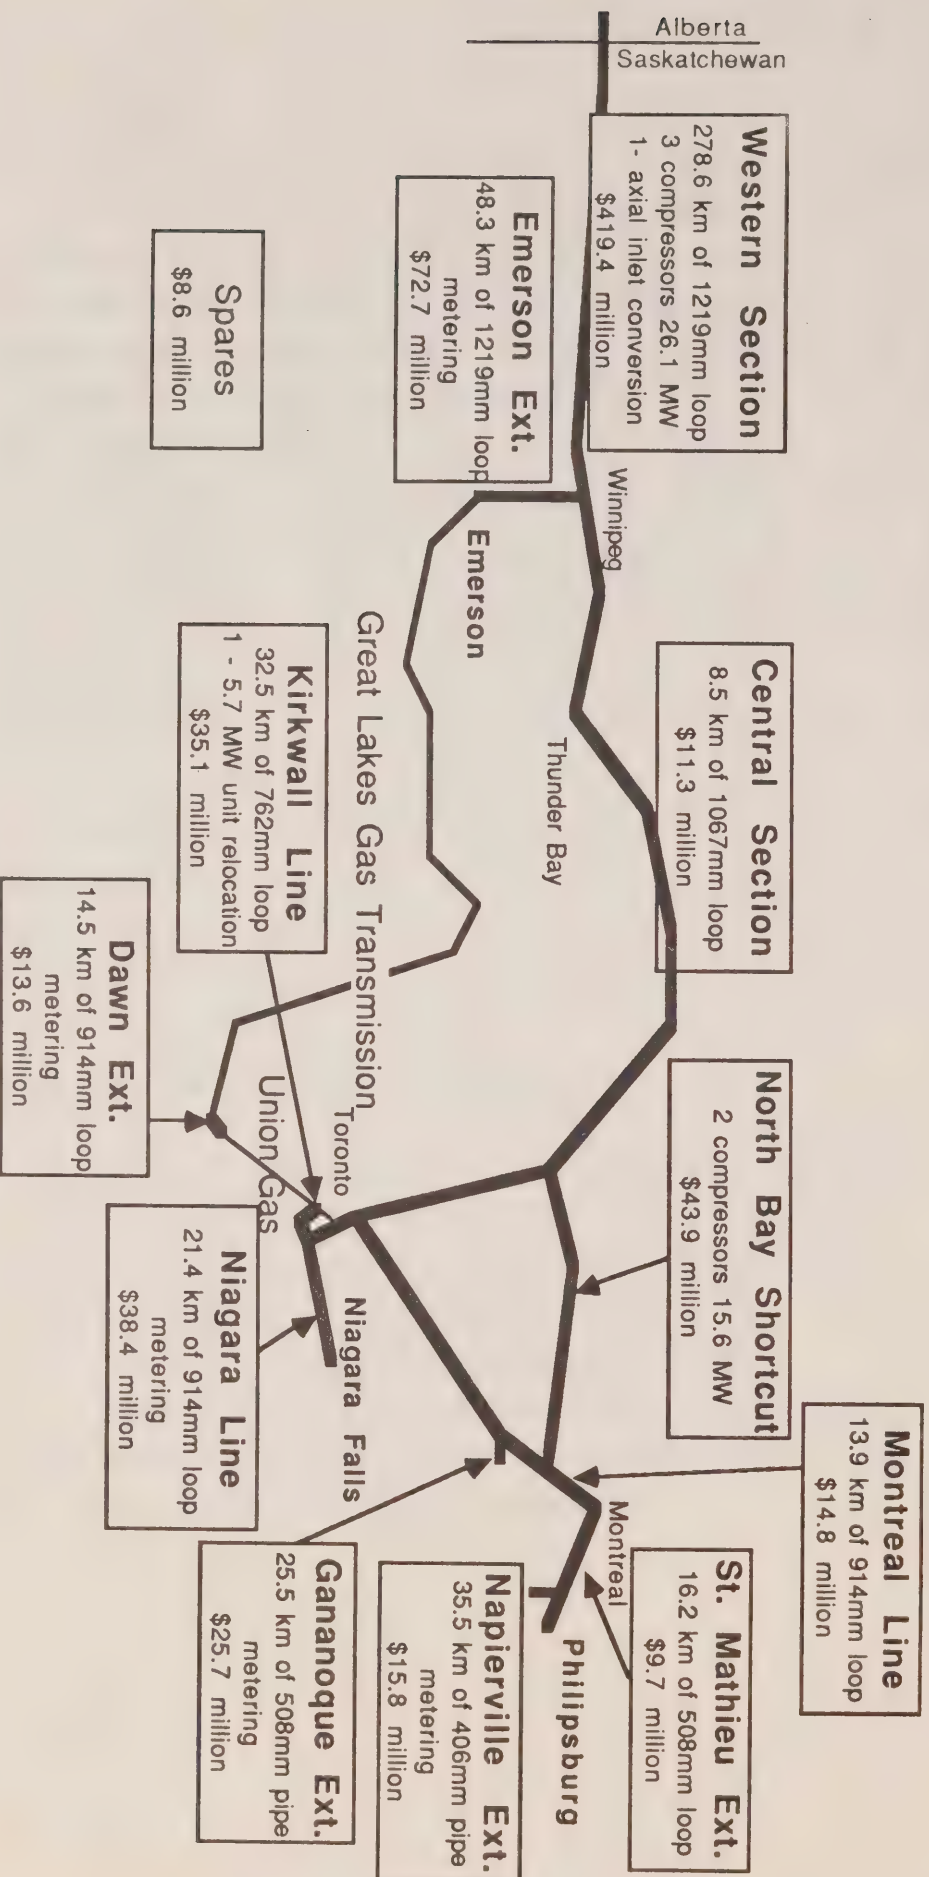 Alberta
Saskatchewan
Western Section
278.6 km of 1219mm loop
3 compressors 26.1 MW
1- axial inlet conversion
$419.4 million
Central Section
8.5 km of 1067mm loop
$11.3 million
North Bay Shortcut
2 compressors 15.6 MW
$43.9 million
Montreal Line
13.9 km of 914mm loop
$14.8 million
St. Mathieu Ext.
16.2 km of 508mm loop
$9.7 million
Winnipeg
Thunder Bay
Montreal
Philipsburg
Emerson Ext.
48.3 km of 1219mm loop
metering
$72.7 million
Emerson
Great Lakes Gas Transmission
Toronto
Union Gas
Niagara Falls
Napierville Ext.
35.5 km of 406mm pipe
metering
$15.8 million
Spares
$8.6 million
Kirkwall Line
32.5 km of 762mm loop
1 - 5.7 MW unit relocation
$35.1 million
Dawn Ext.
14.5 km of 914mm loop
metering
$13.6 million
Niagara Line
21.4 km of 914mm loop
metering
$38.4 million
Gananoque Ext.
25.5 km of 508mm pipe
metering
$25.7 million